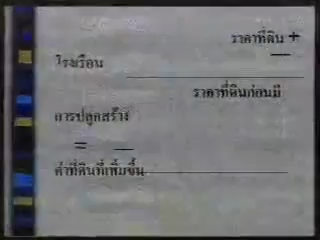 ราคาที่ดิน +
โรงเรือน
ราคาที่ดินก่อนมี
การปลูกสร้าง
=
ค่าที่ดินที่เพิ่มขึ้น